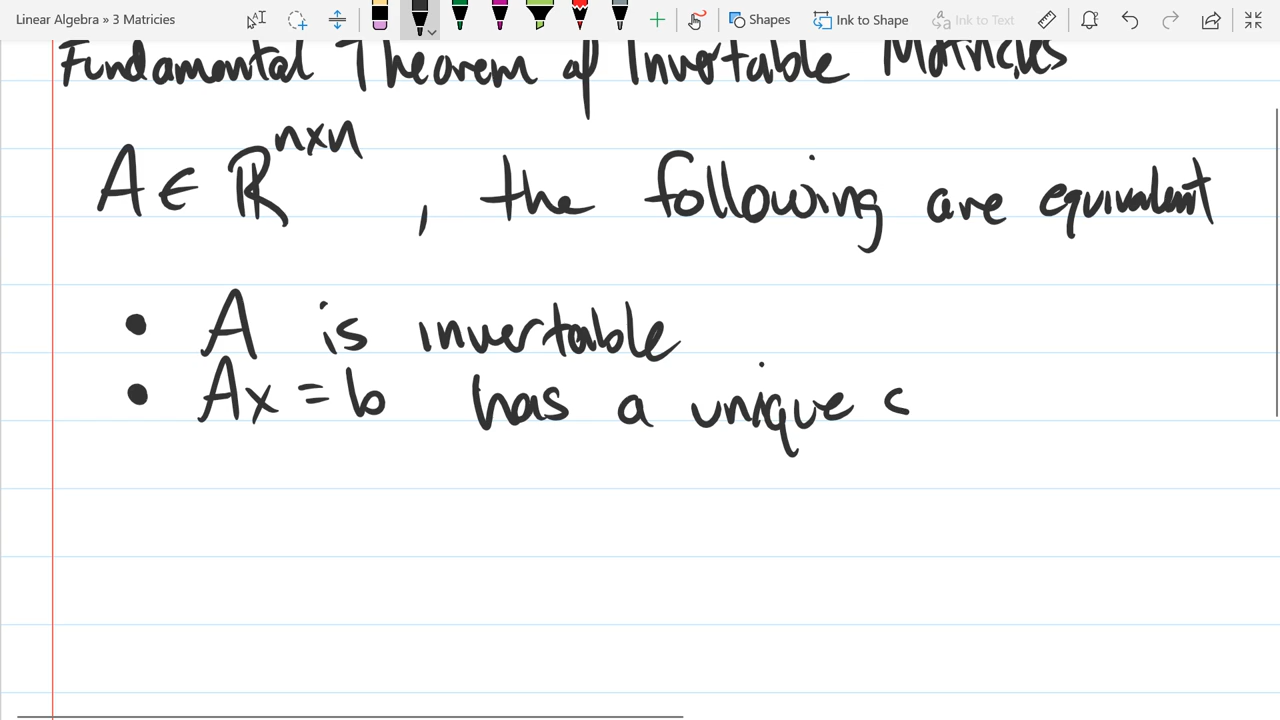 Linear Algebra » 3 Matricies
Shapes
Ink to Shape
Ink to Text
Fundamental Theorem of Invertable Matricies
A ∈ ℝⁿˣⁿ , the following are equivalent
• A is invertable
• Ax = b has a unique s